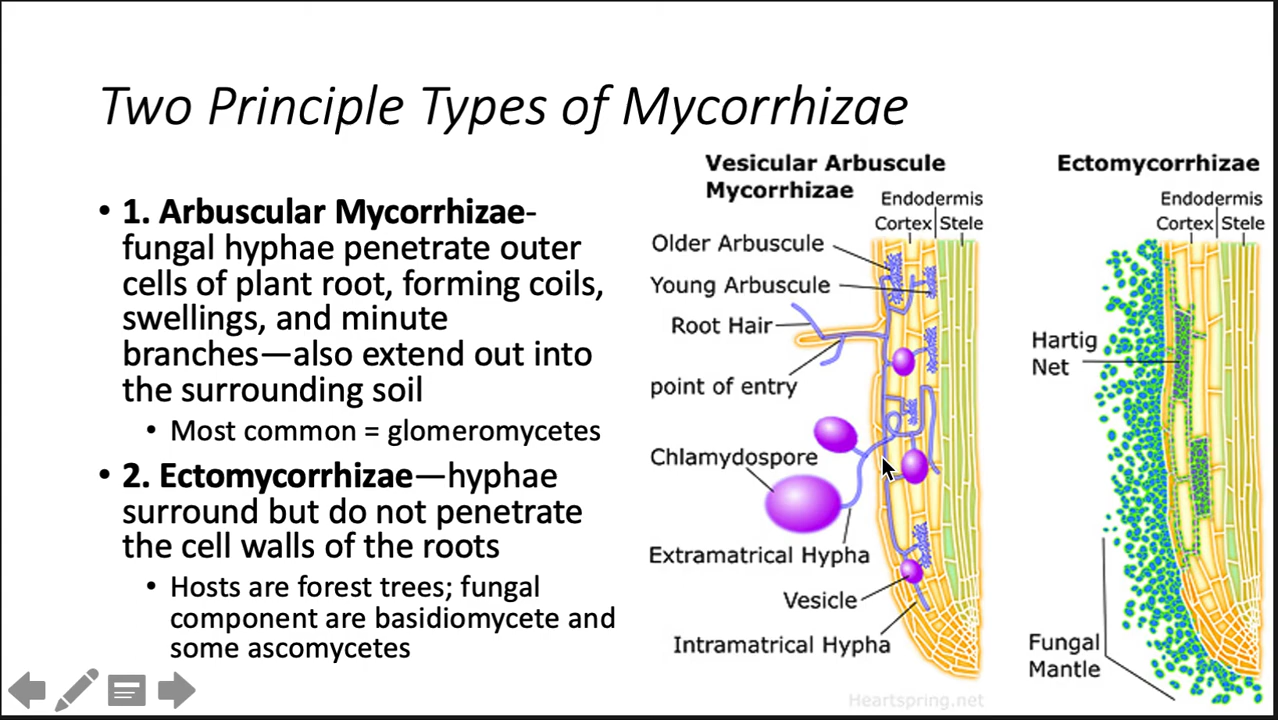 Two Principle Types of Mycorrhizae
• 1. Arbuscular Mycorrhizae-
fungal hyphae penetrate outer
cells of plant root, forming coils,
swellings, and minute
branches—also extend out into
the surrounding soil
• Most common = glomeromycetes
• 2. Ectomycorrhizae—hyphae
surround but do not penetrate
the cell walls of the roots
• Hosts are forest trees; fungal
component are basidiomycete and
some ascomycetes
Vesicular Arbuscule
Mycorrhizae
Endodermis
Cortex Stele
Older Arbuscule
Young Arbuscule
Root Hair
point of entry
Chlamydospore
Extramatrical Hypha
Vesicle
Intramatrical Hypha
Heartspring.net
Ectomycorrhizae
Endodermis
Cortex Stele
Hartig
Net
Fungal
Mantle